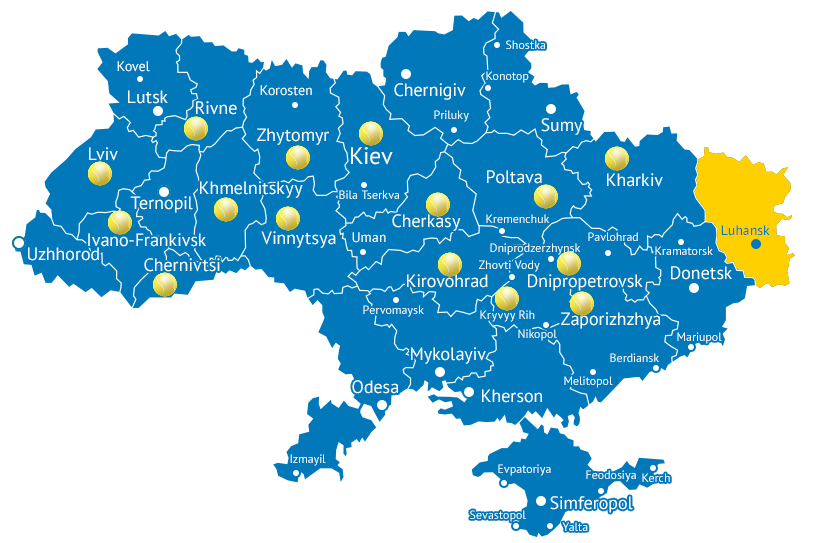 Shostka
Kovel
Konotop
Korosten
Chernigiv
Lutsk
Rivne
Priluky
Sumy
Zhytomyr
Lviv
Kiev
Kharkiv
Poltava
Khmelnitskyy
Bila Tserkva
Ternopil
Cherkasy
Kremenchuk
Luhansk
Ivano-Frankivsk
Vinnytsya
Uman
Pavlohrad
Dniprodzerzhynsk
Kramatorsk
Uzhhorod
Chernivtsi
Zhovti Vody
Donetsk
Kirovohrad
Dnipropetrovsk
Pervomaysk
Kryvyy Rih
Zaporizhzhya
Nikopol
Mariupol
Mykolayiv
Berdiansk
Melitopol
Odesa
Kherson
Izmayil
Evpatoriya
Feodosiya
Kerch
Simferopol
Sevastopol
Yalta